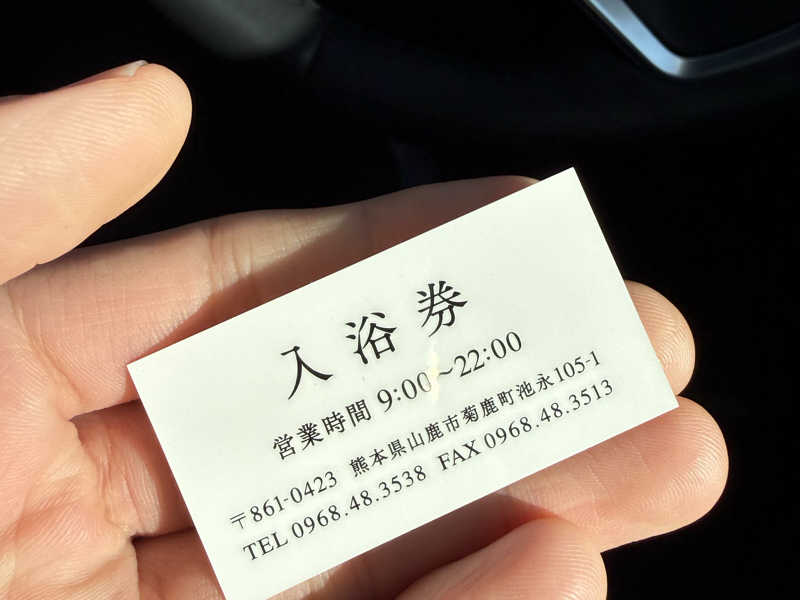 入浴券
営業時間 9:00~22:00
〒861-0423 熊本県山鹿市菊鹿町池永105-1
TEL 0968.48.3538 FAX 0968.48.3513